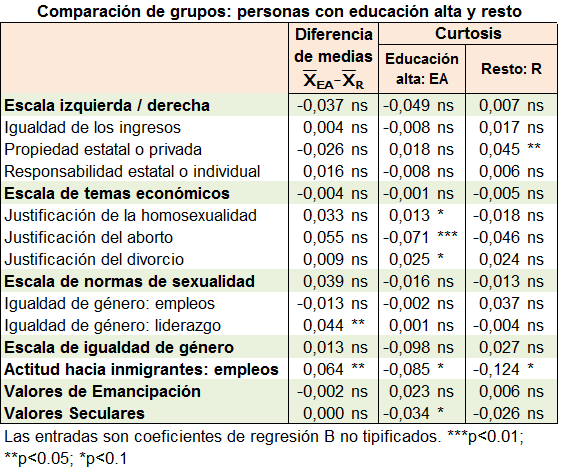 Comparación de grupos: personas con educación alta y resto
Diferencia de medias X̅EA-X̅R
Curtosis
Educación alta: EA
Resto: R
Escala izquierda / derecha -0,037 ns -0,049 ns 0,007 ns
Igualdad de los ingresos 0,004 ns -0,008 ns 0,017 ns
Propiedad estatal o privada -0,026 ns 0,018 ns 0,045 **
Responsabilidad estatal o individual 0,016 ns -0,008 ns 0,006 ns
Escala de temas económicos -0,004 ns -0,001 ns -0,005 ns
Justificación de la homosexualidad 0,033 ns 0,013 * -0,018 ns
Justificación del aborto 0,055 ns -0,071 *** -0,046 ns
Justificación del divorcio 0,009 ns 0,025 * 0,024 ns
Escala de normas de sexualidad 0,039 ns -0,016 ns -0,013 ns
Igualdad de género: empleos -0,013 ns -0,002 ns 0,037 ns
Igualdad de género: liderazgo 0,044 ** 0,001 ns -0,004 ns
Escala de igualdad de género 0,013 ns -0,098 ns 0,027 ns
Actitud hacia inmigrantes: empleos 0,064 ** -0,085 * -0,124 *
Valores de Emancipación -0,002 ns 0,023 ns 0,006 ns
Valores Seculares 0,000 ns -0,034 * -0,026 ns
Las entradas son coeficientes de regresión B no tipificados. ***p<0.01;
**p<0.05; *p<0.1